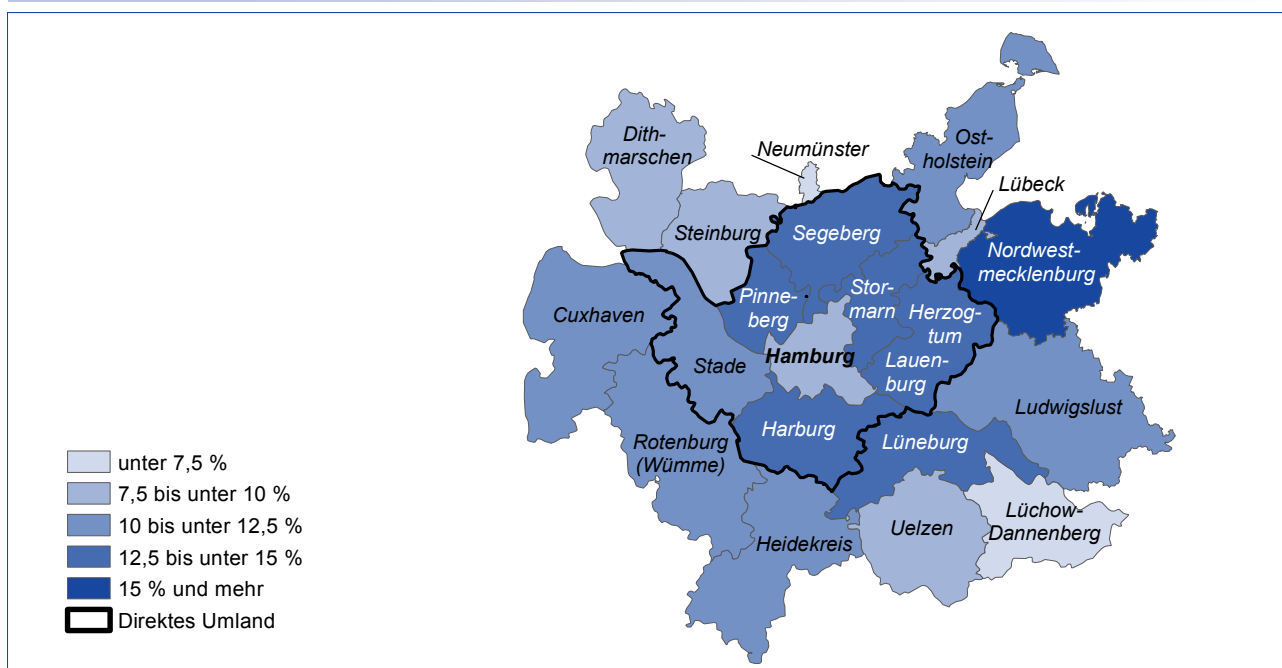 Dith-
marschen
Neumünster
Ost-
holstein
Lübeck
Steinburg
Segeberg
Nordwest-
mecklenburg
Cuxhaven
Pinne-
berg
Stor-
marn
Herzog-
tum
Lauen-
burg
Hamburg
Stade
Ludwigslust
Harburg
Lüneburg
Rotenburg
(Wümme)
Lüchow-
Dannenberg
Uelzen
Heidekreis
unter 7,5 %
7,5 bis unter 10 %
10 bis unter 12,5 %
12,5 bis unter 15 %
15 % und mehr
Direktes Umland